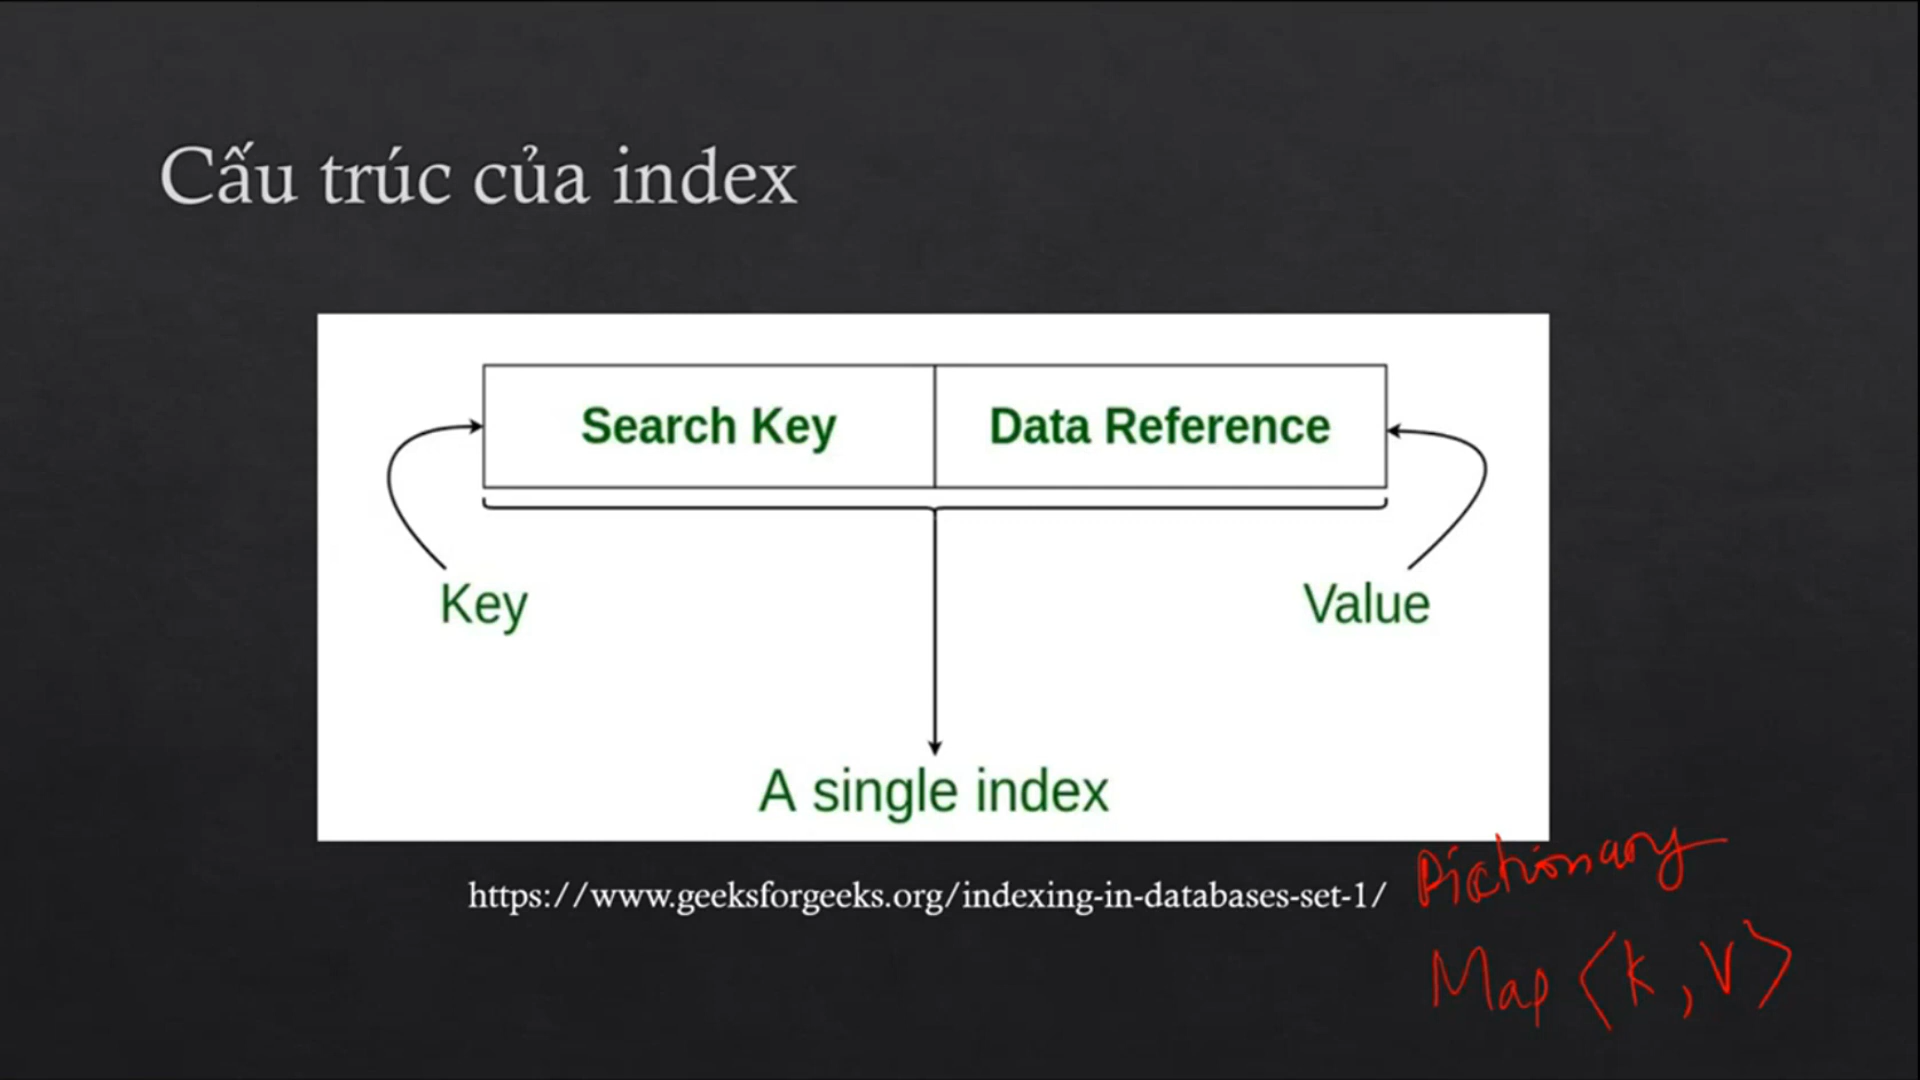 Cấu trúc của index
Search Key
Data Reference
Key
Value
A single index
https://www.geeksforgeeks.org/indexing-in-databases-set-1/
Dictionary
Map <k, V>